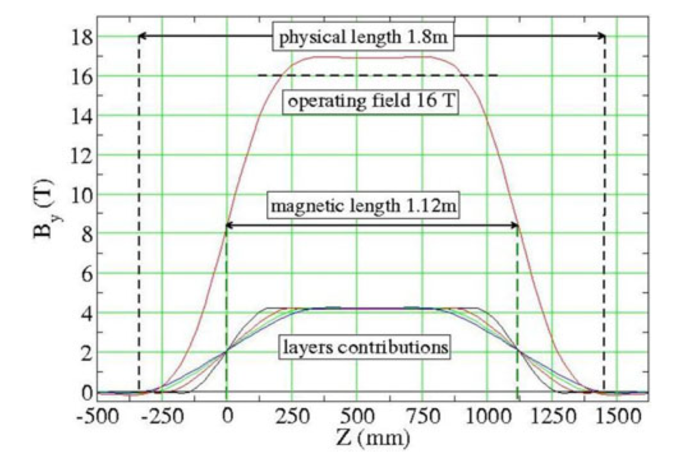 18
physical length 1.8m
16
operating field 16 T
14
12
10
magnetic length 1.12m
8
6
4
layers contributions
2
0
B_y (T)
-500 -250 0 250 500 750 1000 1250 1500
Z (mm)